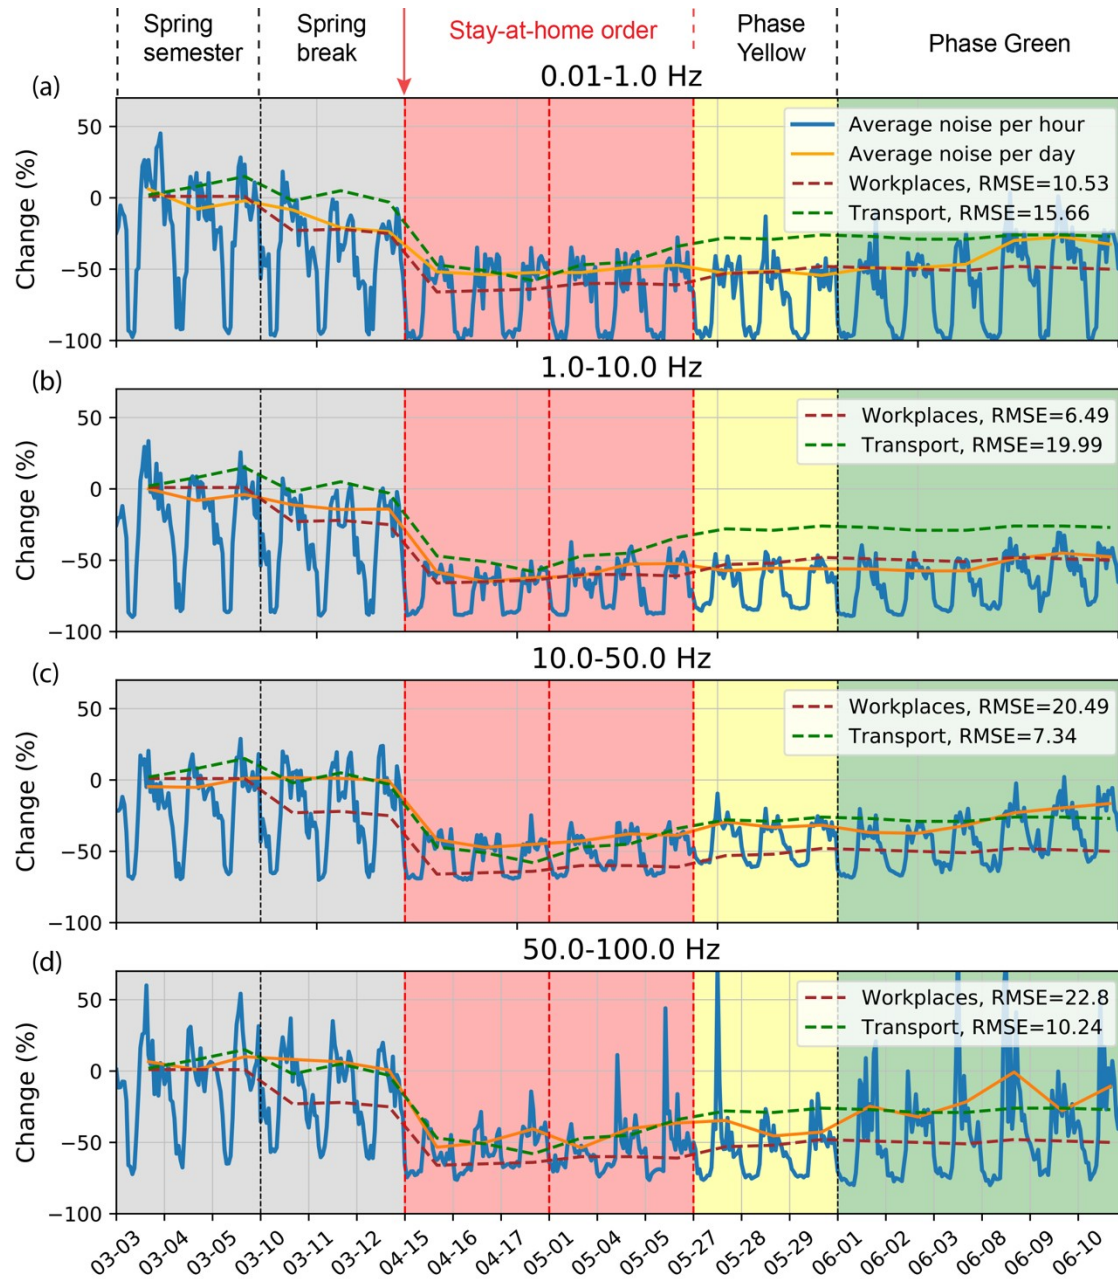 Spring
semester
Spring
break
Stay-at-home order
Phase
Yellow
Phase Green
(a)
0.01-1.0 Hz
Change (%)
50
0
−50
−100
Average noise per hour
Average noise per day
Workplaces, RMSE=10.53
Transport, RMSE=15.66
(b)
1.0-10.0 Hz
Change (%)
50
0
−50
−100
Workplaces, RMSE=6.49
Transport, RMSE=19.99
(c)
10.0-50.0 Hz
Change (%)
50
0
−50
−100
Workplaces, RMSE=20.49
Transport, RMSE=7.34
(d)
50.0-100.0 Hz
Change (%)
50
0
−50
−100
Workplaces, RMSE=22.8
Transport, RMSE=10.24
03-03
03-04
03-05
03-10
03-11
03-12
04-15
04-16
04-17
05-01
05-04
05-05
05-27
05-28
05-29
06-01
06-02
06-03
06-08
06-09
06-10